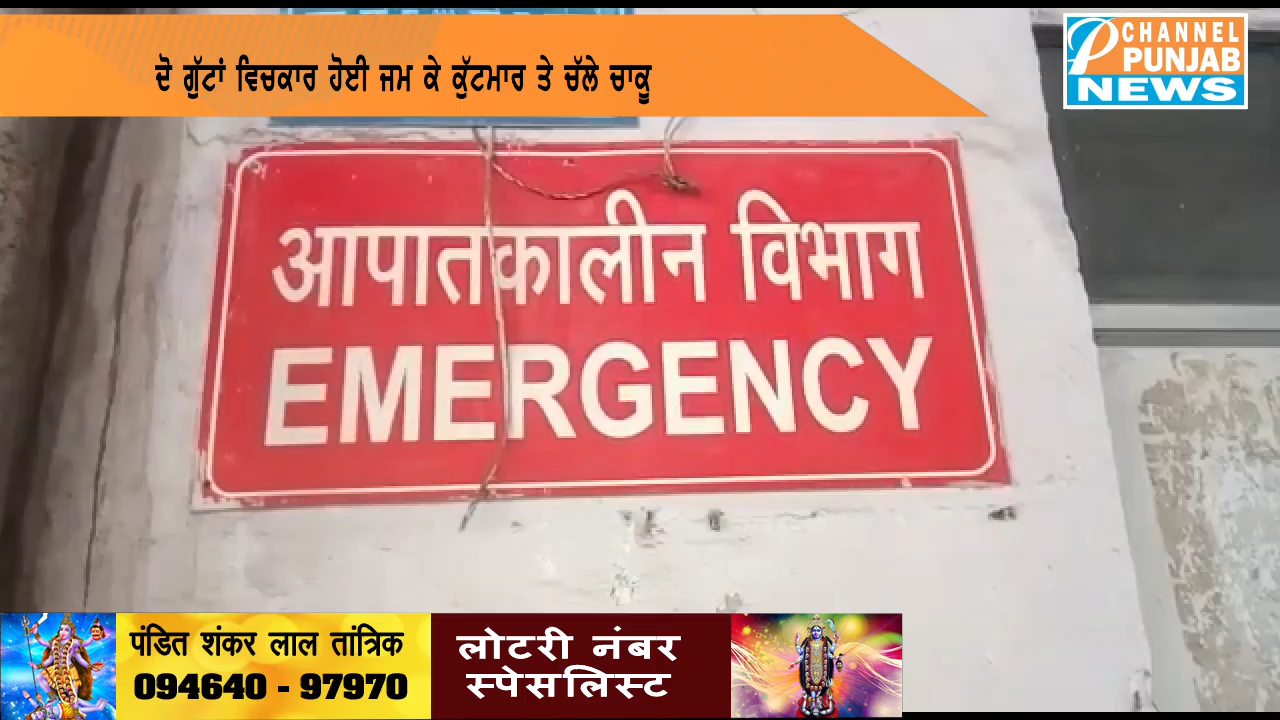 ਦੋ ਗੁੱਟਾਂ ਵਿਚਕਾਰ ਹੋਈ ਜਮ ਕੇ ਕੁੱਟਮਾਰ ਤੇ ਚੱਲੇ ਚਾਕੂ
CHANNEL
PUNJAB
NEWS
आपातकालीन विभाग
EMERGENCY
पंडित शंकर लाल तांत्रिक
094640 - 97970
लोटरी नंबर
स्पेसलिस्ट